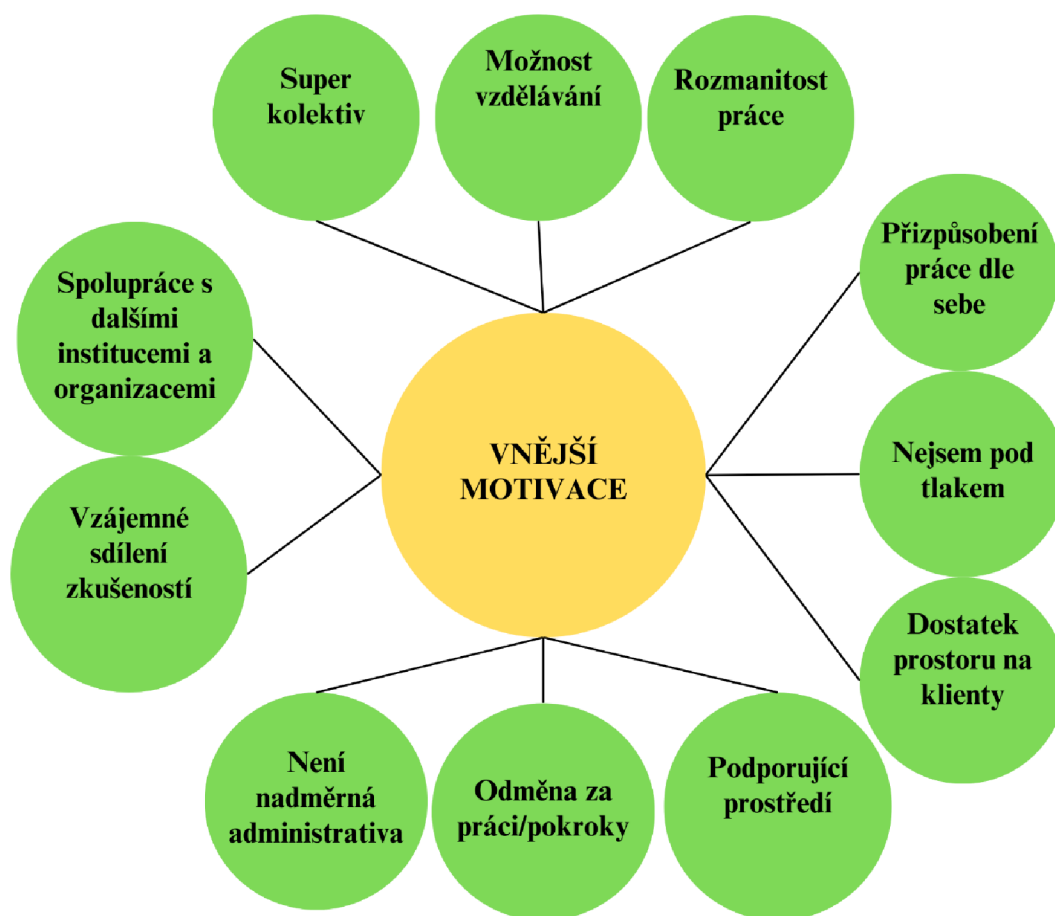 Super
kolektiv
Možnost
vzdělávání
Rozmanitost
práce
Přizpůsobení
práce dle
sebe
Spolupráce s
dalšími
institucemi a
organizacemi
VNĚJŠÍ
MOTIVACE
Nejsem pod
tlakem
Vzájemné
sdílení
zkušeností
Dostatek
prostoru na
klienty
Není
nadměrná
administrativa
Odměna za
práci/pokroky
Podporující
prostředí